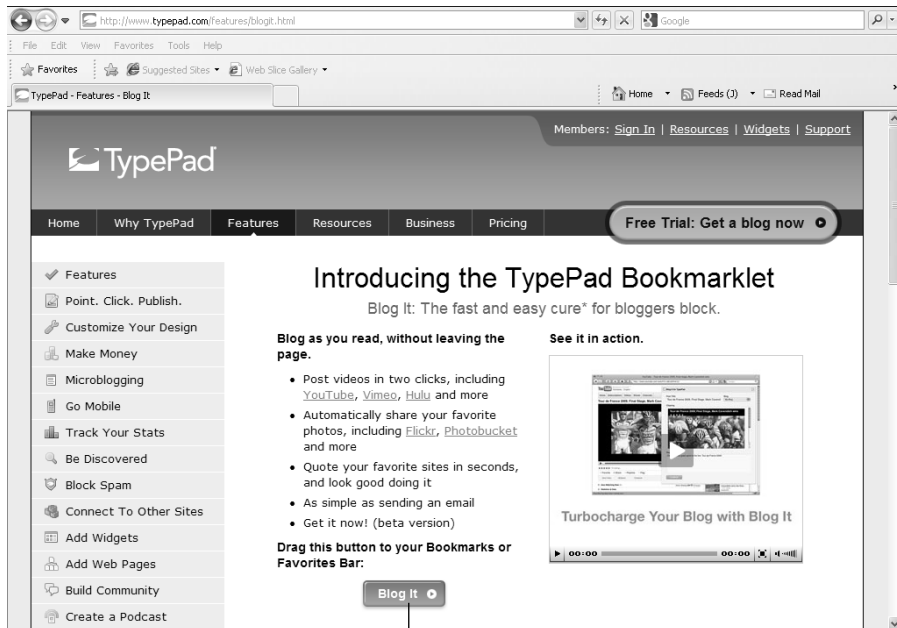 http://www.typepad.com/features/blogit.html
Google
File Edit View Favorites Tools Help
Favorites Suggested Sites Web Slice Gallery
TypePad - Features - Blog It
Home Feeds (J) Read Mail
Members: Sign In | Resources | Widgets | Support
TypePad
Home Why TypePad Features Resources Business Pricing
Free Trial: Get a blog now
Features
Point. Click. Publish.
Customize Your Design
Make Money
Microblogging
Go Mobile
Track Your Stats
Be Discovered
Block Spam
Connect To Other Sites
Add Widgets
Add Web Pages
Build Community
Create a Podcast
Introducing the TypePad Bookmarklet
Blog It: The fast and easy cure* for bloggers block.
Blog as you read, without leaving the
page.
• Post videos in two clicks, including
YouTube, Vimeo, Hulu and more
• Automatically share your favorite
photos, including Flickr, Photobucket
and more
• Quote your favorite sites in seconds,
and look good doing it
• As simple as sending an email
• Get it now! (beta version)
Drag this button to your Bookmarks or
Favorites Bar:
Blog It
See it in action.
Turbocharge Your Blog with Blog It
00:00 00:00